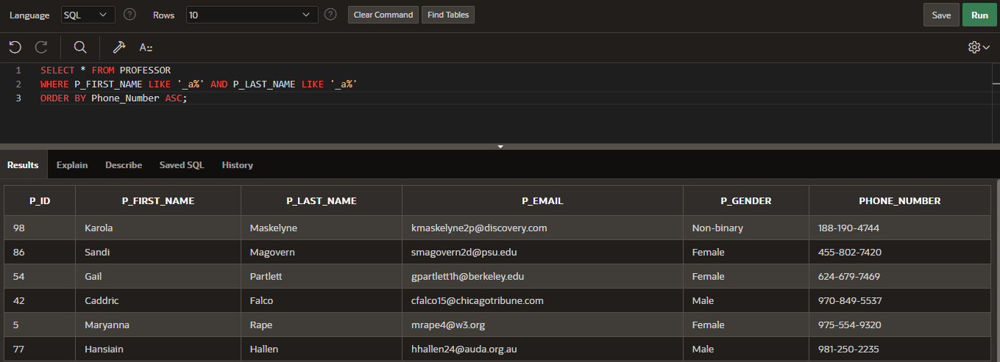 Language SQL Rows 10 Clear Command Find Tables Save Run
A
1 SELECT * FROM PROFESSOR
2 WHERE P_FIRST_NAME LIKE '_a%' AND P_LAST_NAME LIKE '_a%'
3 ORDER BY Phone_Number ASC;
Results Explain Describe Saved SQL History
P_ID P_FIRST_NAME P_LAST_NAME P_EMAIL P_GENDER PHONE_NUMBER
98 Karola Maskelyne kmaskelyne2p@discovery.com Non-binary 188-190-4744
86 Sandi Magovern smagovern2d@psu.edu Female 455-802-7420
54 Gail Partlett gpartlett1h@berkeley.edu Female 624-679-7469
42 Caddric Falco cfalco15@chicagotribune.com Male 970-849-5537
5 Maryanna Rape mrape4@w3.org Female 975-554-9320
77 Hansiain Hallen hhallen24@auda.org.au Male 981-250-2235